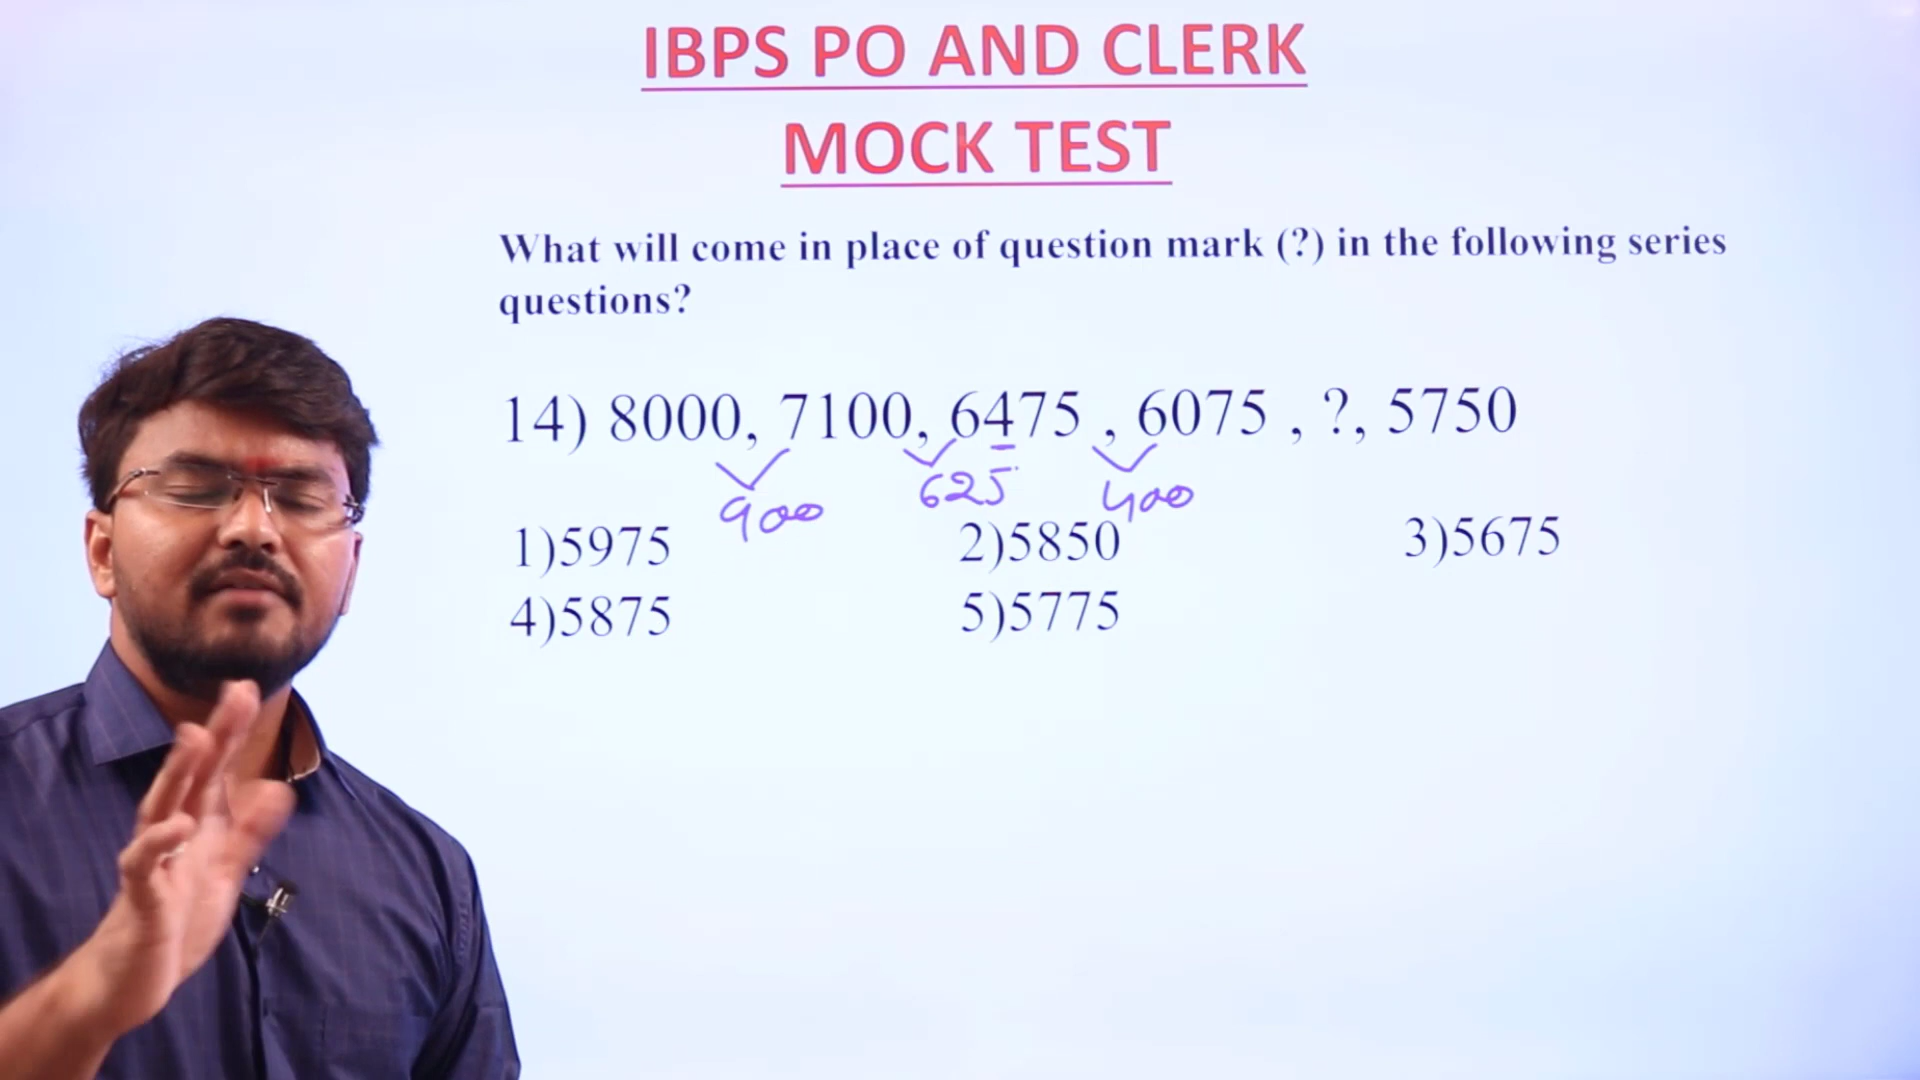 IBPS PO AND CLERK
MOCK TEST
What will come in place of question mark (?) in the following series
questions?
14) 8000, 7100, 6475 , 6075 , ?, 5750
900 625 400
1)5975 2)5850 3)5675
4)5875 5)5775